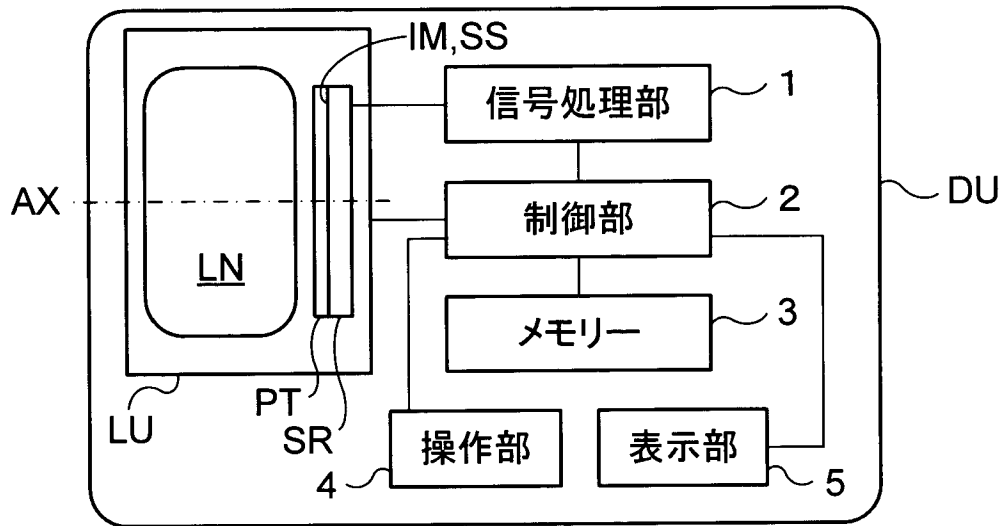 IM,SS
信号処理部
1
AX
制御部
2
DU
LN
メモリー
3
LU
PT
SR
操作部
4
表示部
5